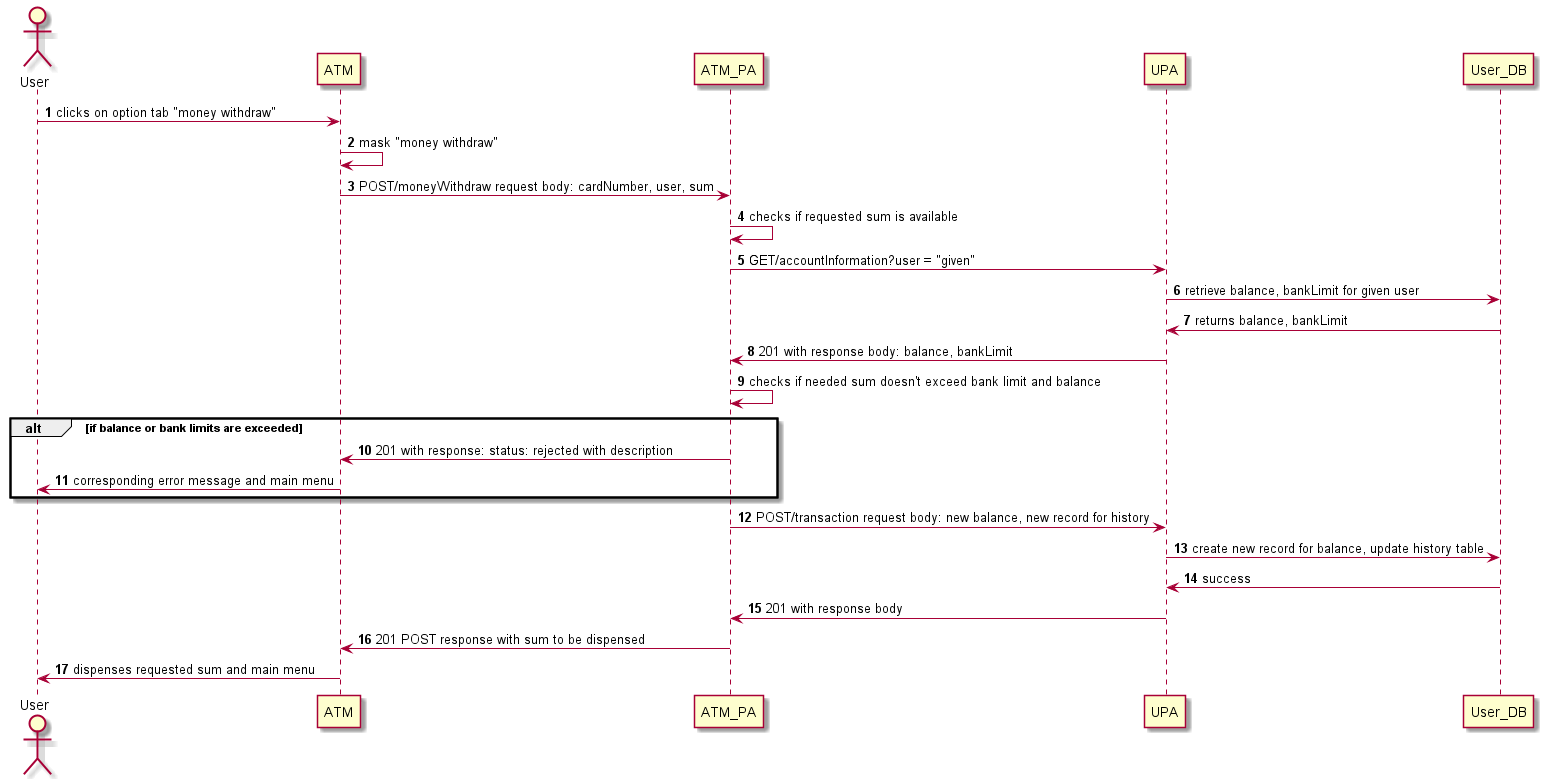 User
ATM
ATM_PA
UPA
User_DB
1 clicks on option tab "money withdraw"
2 mask "money withdraw"
3 POST/moneyWithdraw request body: cardNumber, user, sum
4 checks if requested sum is available
5 GET/accountInformation?user = "given"
6 retrieve balance, bankLimit for given user
7 returns balance, bankLimit
8 201 with response body: balance, bankLimit
9 checks if needed sum doesn't exceed bank limit and balance
alt [if balance or bank limits are exceeded]
10 201 with response: status: rejected with description
11 corresponding error message and main menu
12 POST/transaction request body: new balance, new record for history
13 create new record for balance, update history table
14 success
15 201 with response body
16 201 POST response with sum to be dispensed
17 dispenses requested sum and main menu
User
ATM
ATM_PA
UPA
User_DB